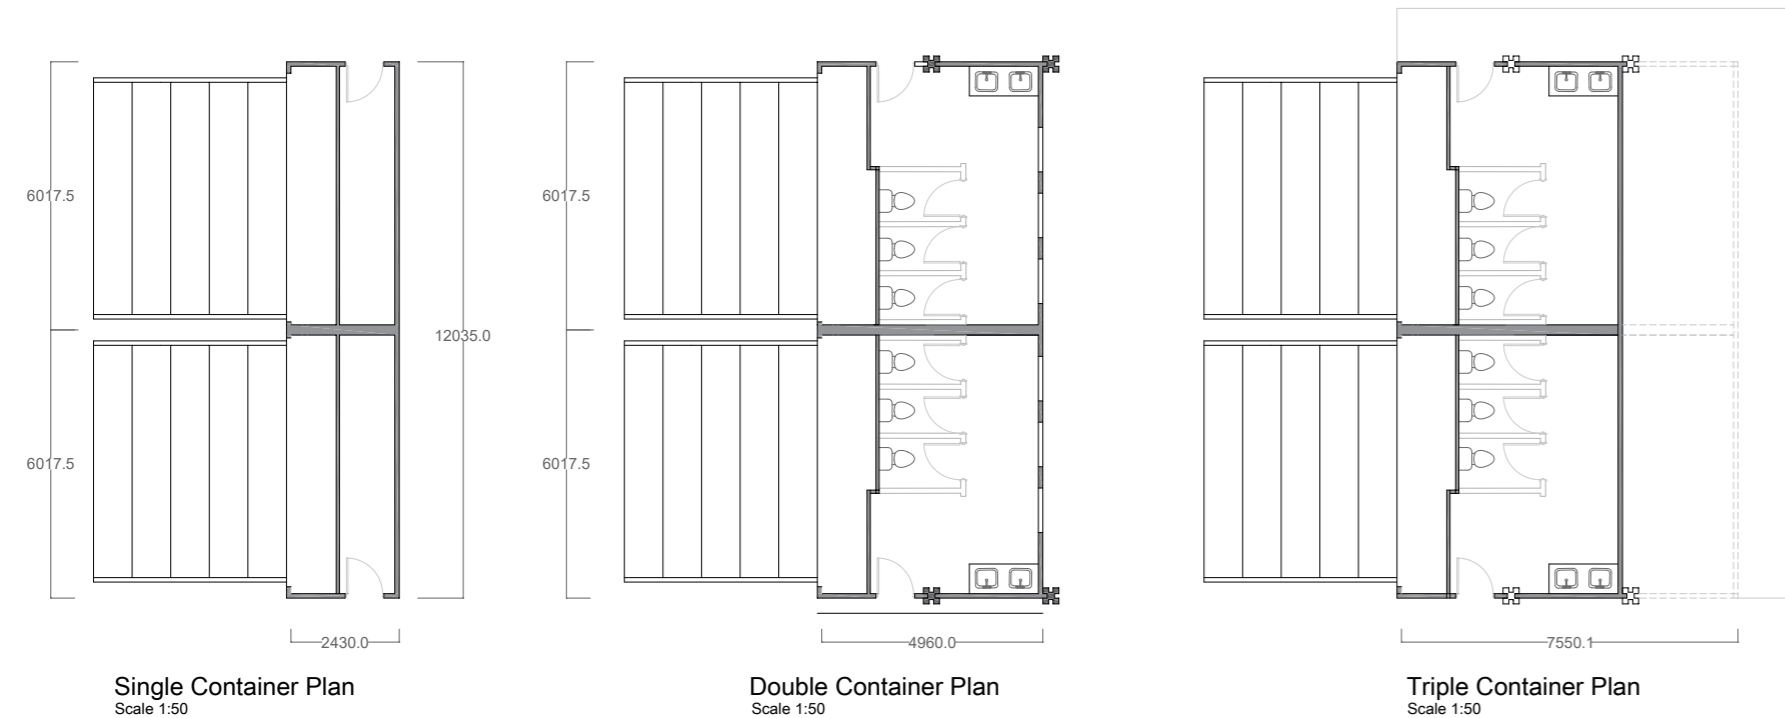 6017.5
6017.5
12035.0
2430.0
Single Container Plan
Scale 1:50
6017.5
6017.5
4960.0
Double Container Plan
Scale 1:50
7550.1
Triple Container Plan
Scale 1:50